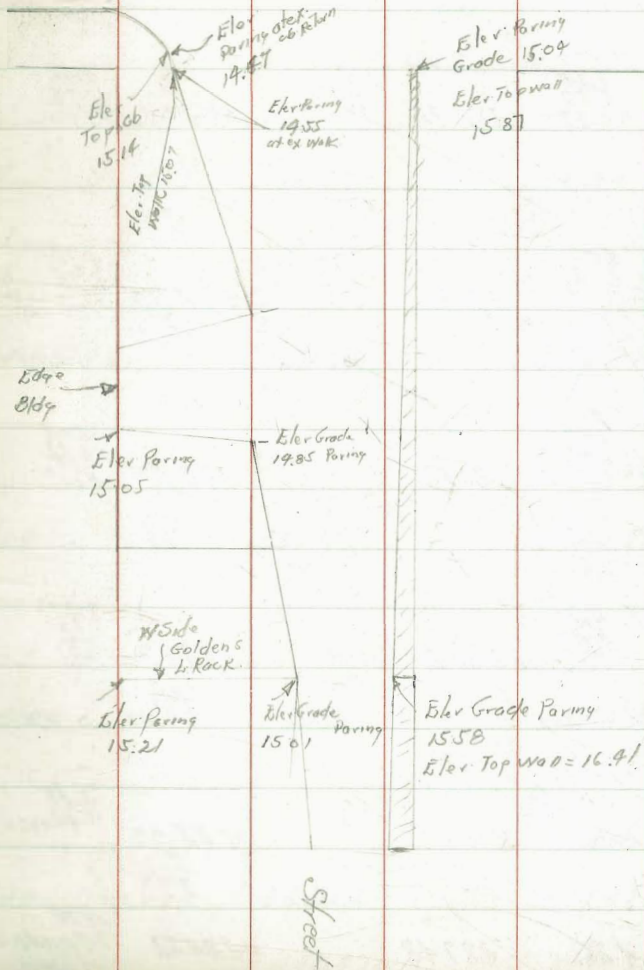 Elev
Paving at ex.
cb Return
14.47
Elev
Top cb
15.14
Elev Paving
14.55
at ex Walk
Elev. Top
Walk 15.07
Elev Paving
Grade 15.04
Elev Top wall
15.87
Edge
Bldg
Elev Paving
15.05
Elev Grade
14.85 Paving
W Side
Goldens
Rock
Elev Paving
15.21
Elev Grade
15.01 Paving
Elev Grade Paving
15.58
Elev Top Wall = 16.41
Street